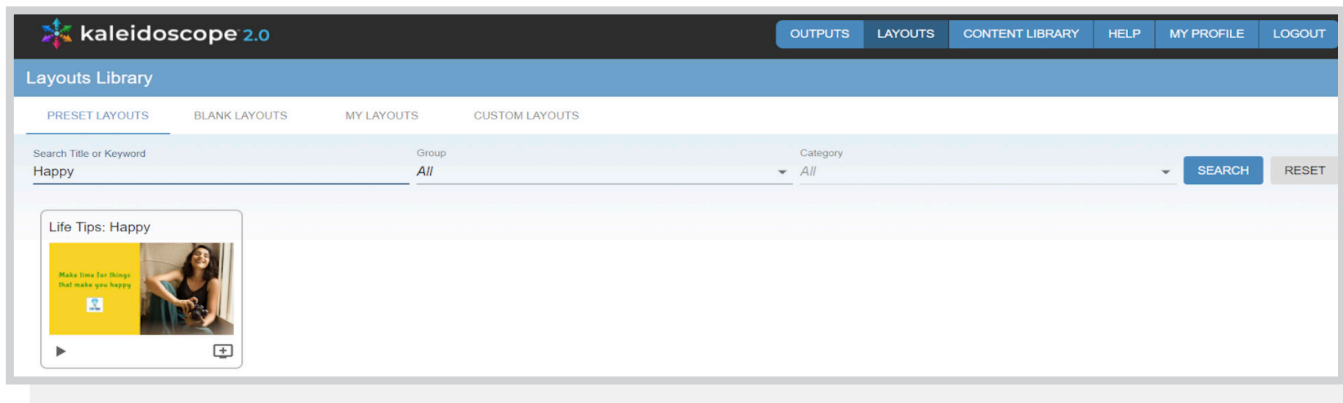 kaleidoscope 2.0
OUTPUTS LAYOUTS CONTENT LIBRARY HELP MY PROFILE LOGOUT
Layouts Library
PRESET LAYOUTS BLANK LAYOUTS MY LAYOUTS CUSTOM LAYOUTS
Search Title or Keyword Group Category
Happy All All SEARCH RESET
Life Tips: Happy
Make time for things
that make you happy